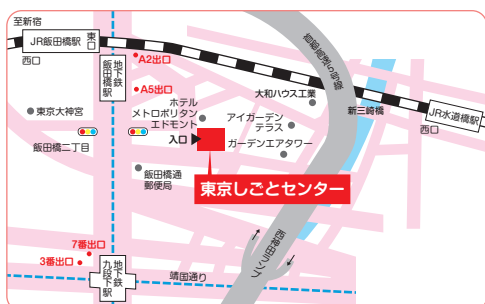 至新宿
JR飯田橋駅
東口
西口
地下鉄
飯田橋駅
A2出口
A5出口
首都高速5号線
大和ハウス工業
新三崎橋
JR水道橋駅
西口
東京大神宮
ホテル
メトロポリタン
エドモント
アイガーデン
テラス
ガーデンエアタワー
入口
飯田橋二丁目
飯田橋通
郵便局
東京しごとセンター
西神田ランプ
7番出口
3番出口
地下鉄
九段下駅
靖国通り